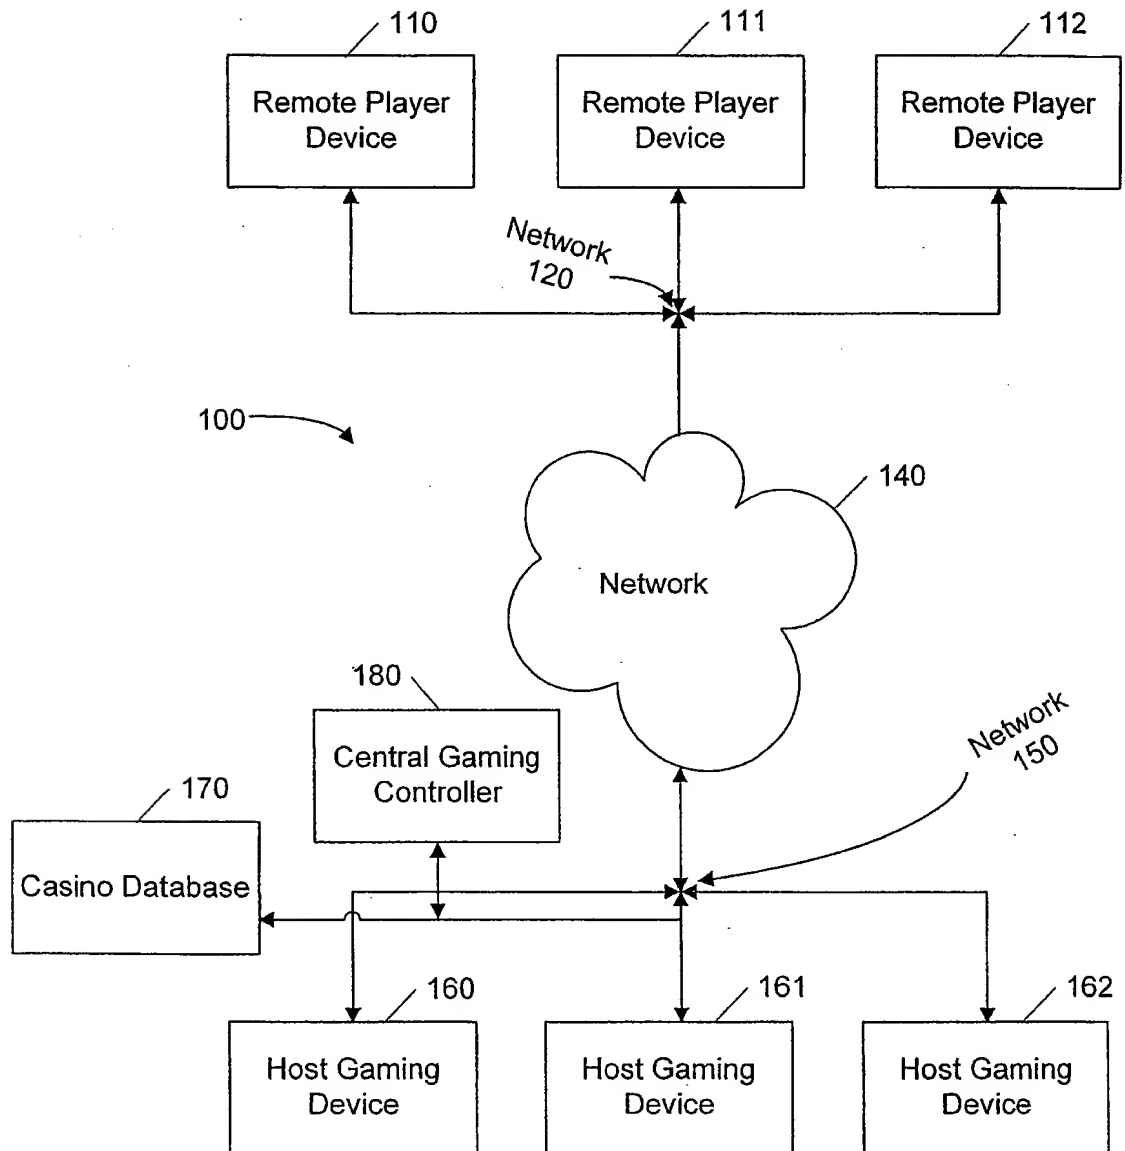 110
111
112
Remote Player
Device
Remote Player
Device
Remote Player
Device
Network
120
100
140
Network
180
Central Gaming
Controller
Network
150
170
Casino Database
160
161
162
Host Gaming
Device
Host Gaming
Device
Host Gaming
Device